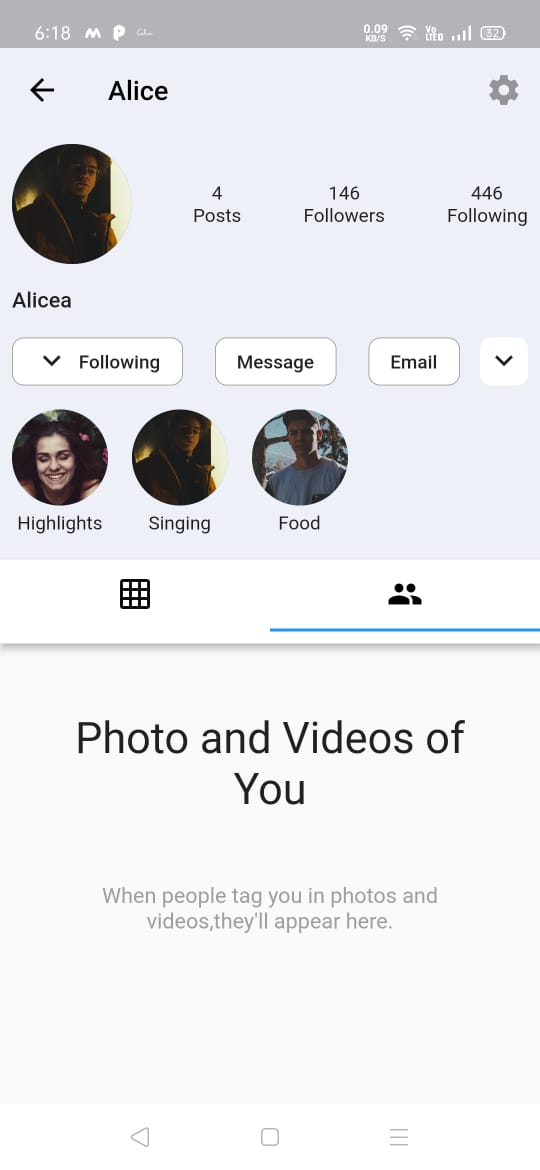 6:18
0.09
KB/S
Vo
LTE D
32
Alice
4
Posts
146
Followers
446
Following
Alicea
Following
Message
Email
Highlights
Singing
Food
Photo and Videos of
You
When people tag you in photos and
videos,they'll appear here.